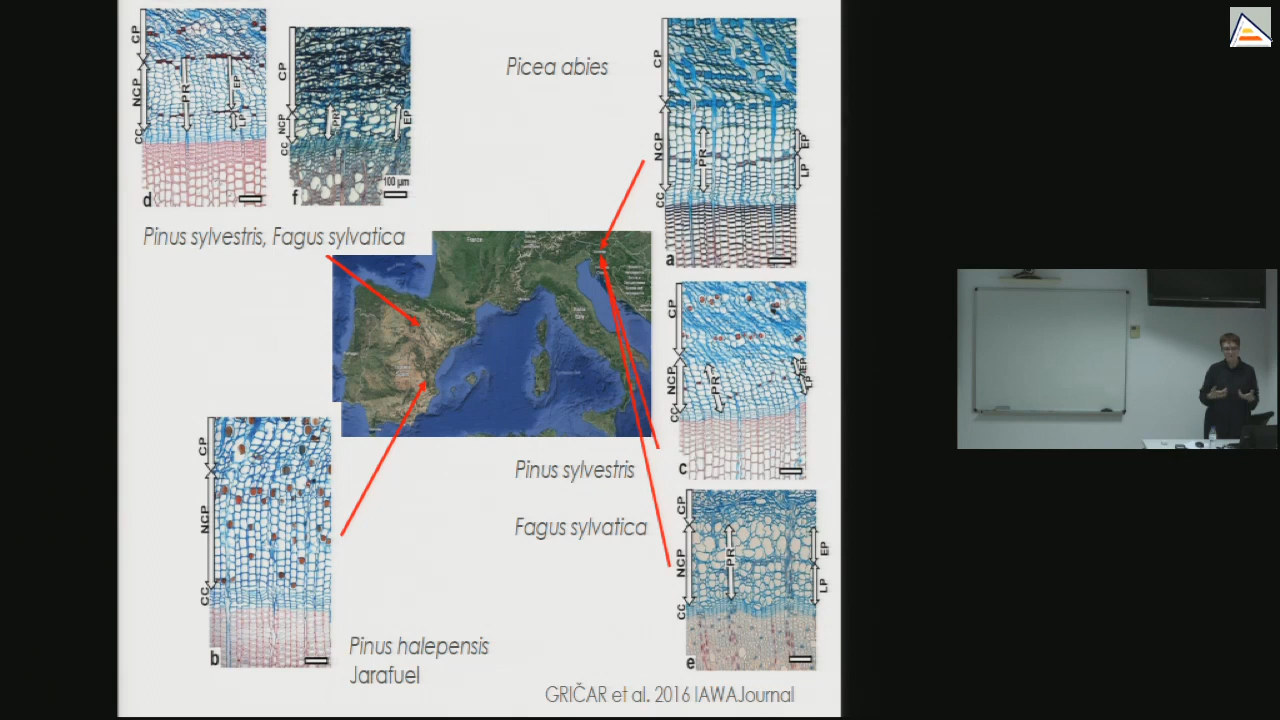 CP
NCP
CC
PR
EP
LP
d
CP
NCP
CC
PR
EP
100 µm
f
Picea abies
CP
NCP
CC
PR
EP
LP
a
Pinus sylvestris, Fagus sylvatica
France
Italy
CP
NCP
CC
PR
EP
LP
c
CP
NCP
CC
b
Pinus sylvestris
Fagus sylvatica
CP
NCP
CC
PR
EP
LP
e
Pinus halepensis
Jarafuel
GRIČAR et al. 2016 IAWAJournal